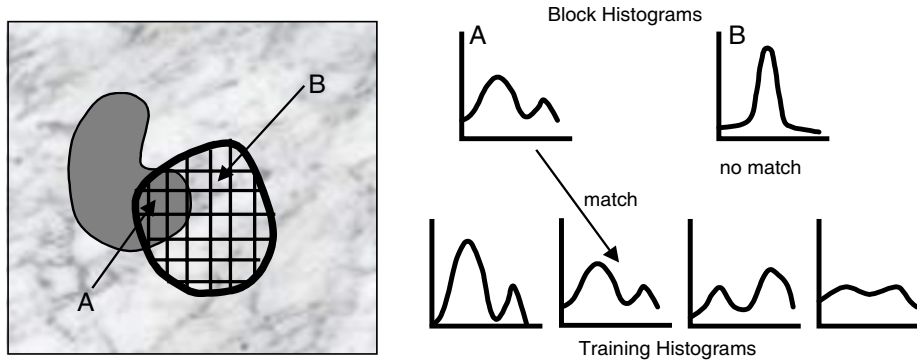 Block Histograms
A
B
B
no match
match
A
Training Histograms